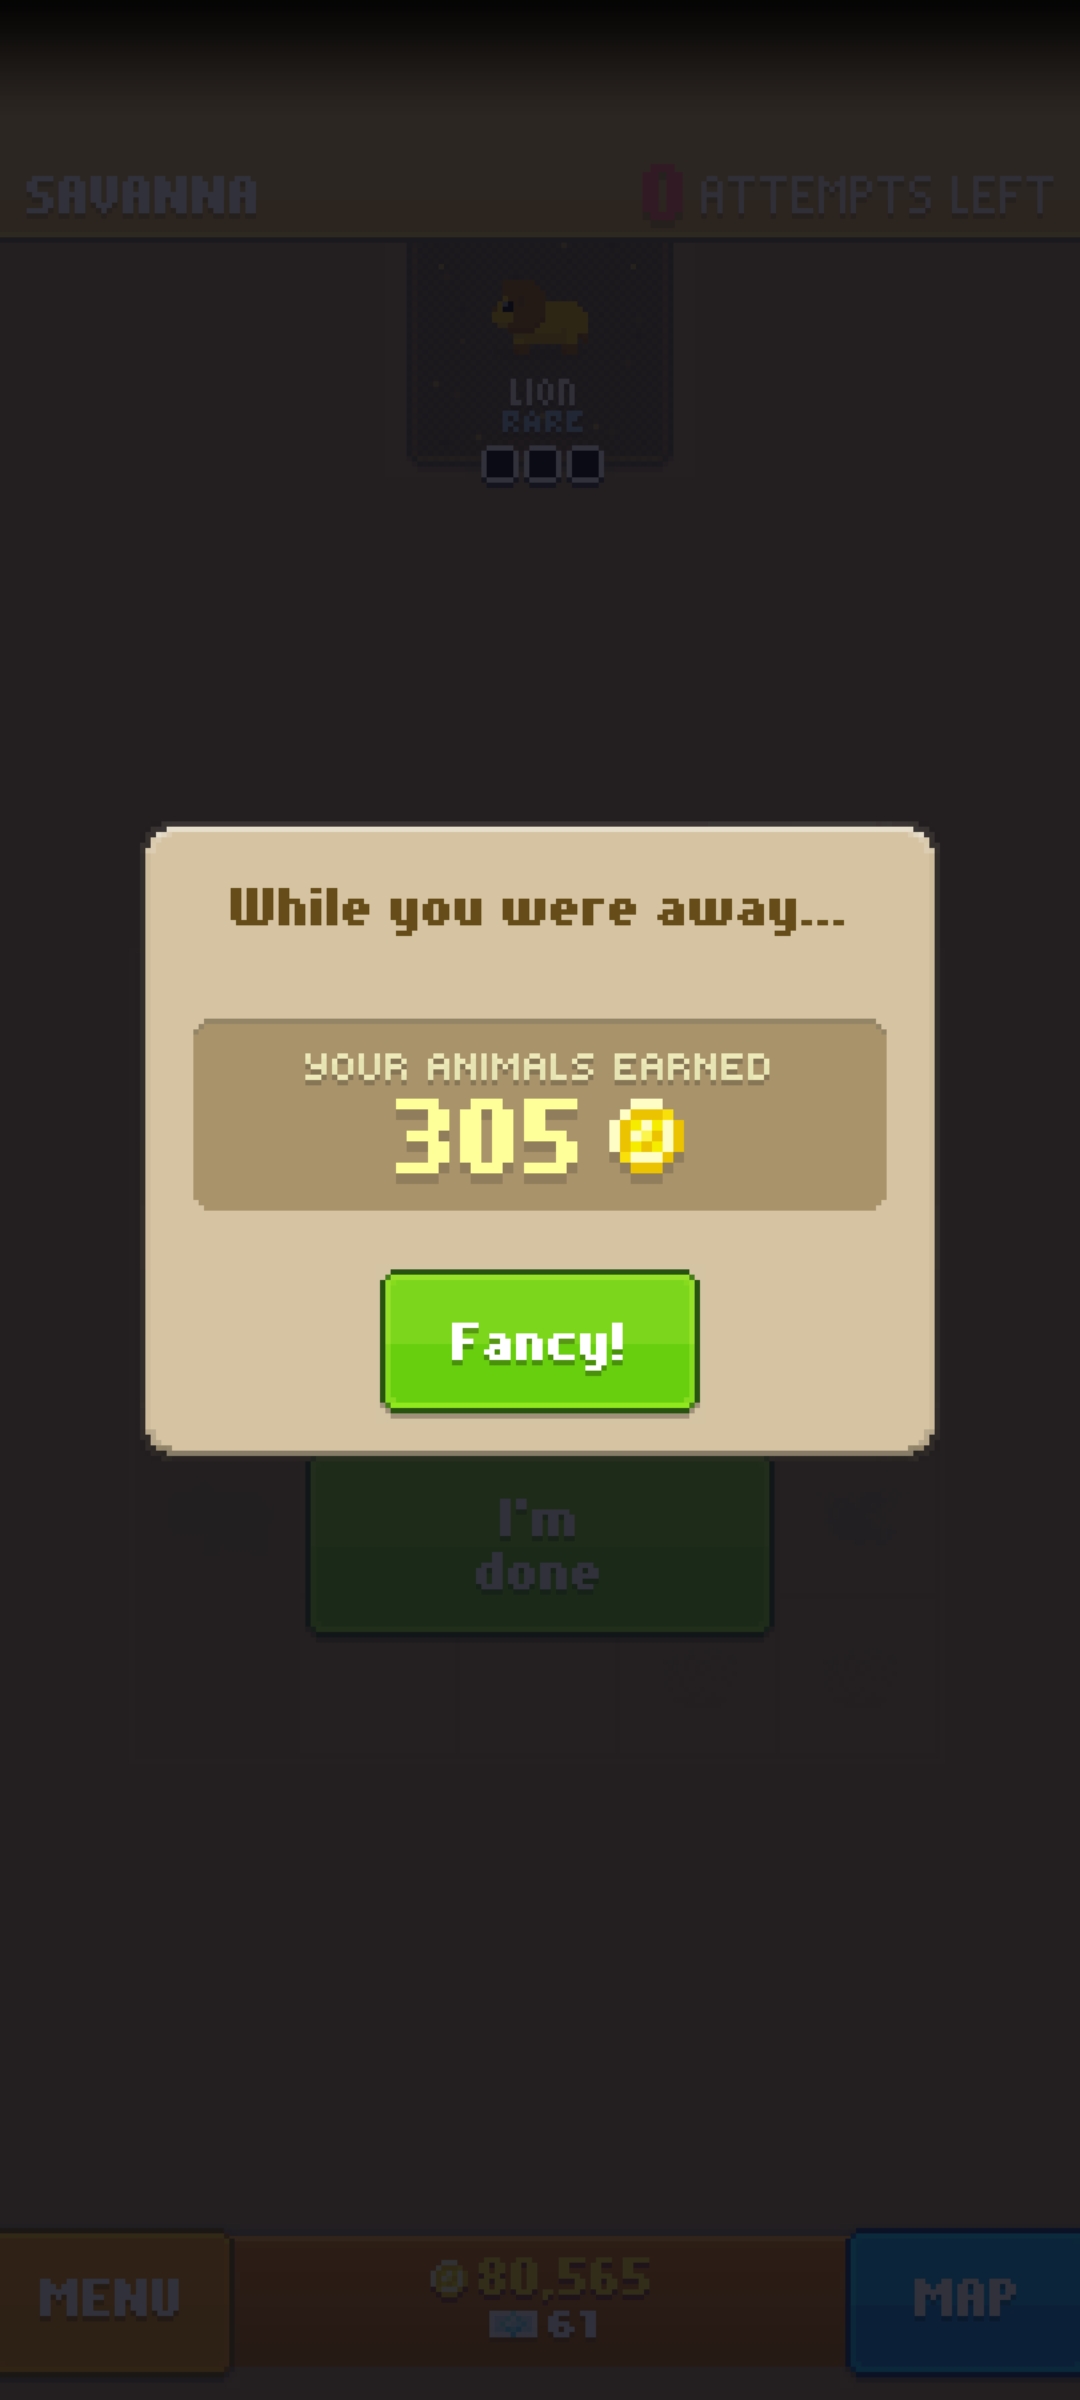 SAVANNA
0 ATTEMPTS LEFT
LION
RARE
While you were away...
YOUR ANIMALS EARNED
305
Fancy!
I'm
done
MENU
80,565
61
MAP